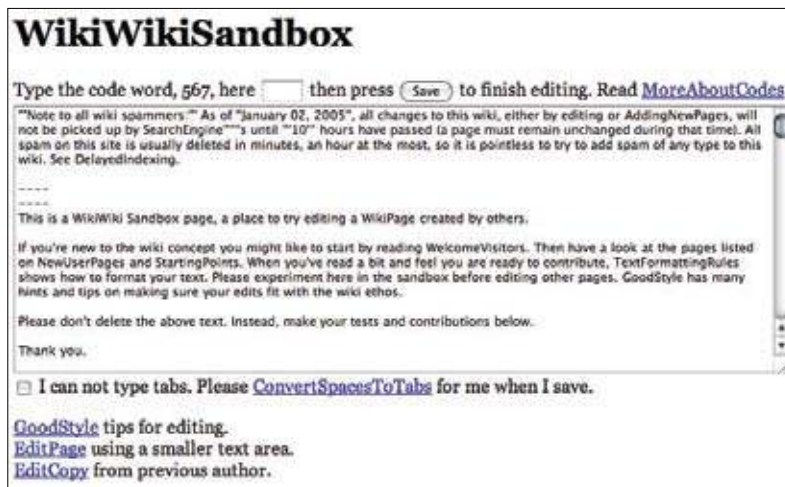 WikiWikiSandbox
Type the code word, 567, here then press Save to finish editing. Read MoreAboutCodes
'''Note to all wiki spammers:''' As of "January 02, 2005", all changes to this wiki, either by editing or AddingNewPages, will
not be picked up by SearchEngine''''''s until '''10''' hours have passed (a page must remain unchanged during that time). All
spam on this site is usually deleted in minutes, an hour at the most, so it is pointless to try to add spam of any type to this
wiki. See DelayedIndexing.
----
----
This is a WikiWiki Sandbox page, a place to try editing a WikiPage created by others.
If you're new to the wiki concept you might like to start by reading WelcomeVisitors. Then have a look at the pages listed
on NewUserPages and StartingPoints. When you've read a bit and feel you are ready to contribute, TextFormattingRules
shows how to format your text. Please experiment here in the sandbox before editing other pages. GoodStyle has many
hints and tips on making sure your edits fit with the wiki ethos.
Please don't delete the above text. Instead, make your tests and contributions below.
Thank you.
I can not type tabs. Please ConvertSpacesToTabs for me when I save.
GoodStyle tips for editing.
EditPage using a smaller text area.
EditCopy from previous author.